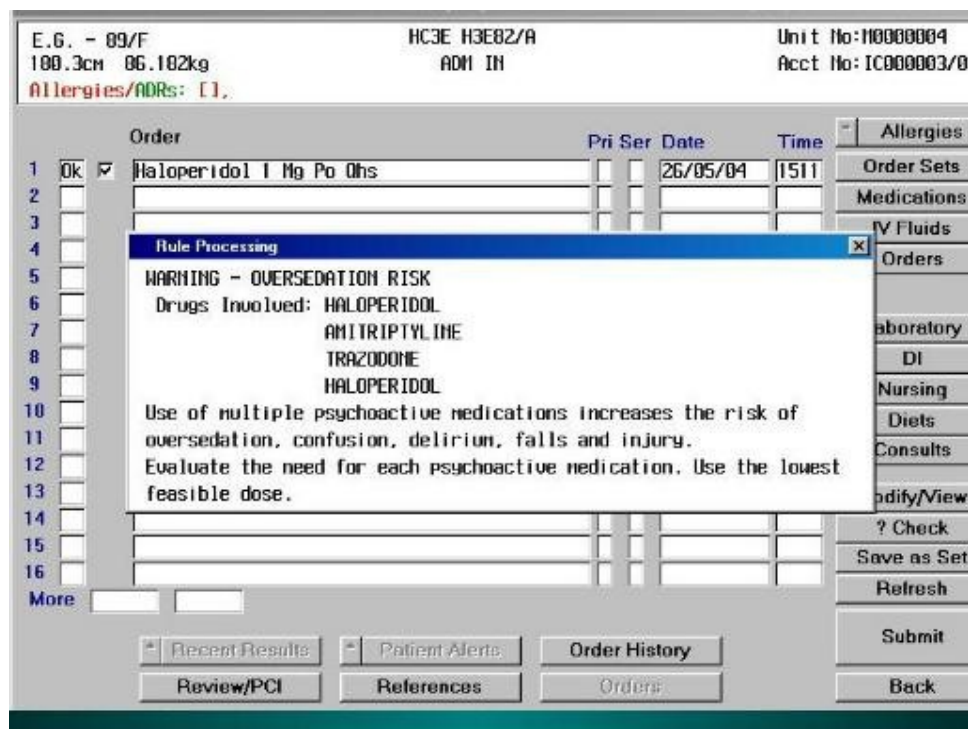 E.G. - 89/F HC3E H3E82/A Unit No:M0000004
180.3cm 86.182kg ADM IN Acct No:IC000003/0
Allergies/ADRs: [],
Order Pri Ser Date Time Allergies
1 Ok Haloperidol 1 Mg Po Qhs 26/05/04 1511 Order Sets
2 Medications
3 IV Fluids
4 Rule Processing Orders
5 WARNING - OVERSEDATION RISK
6 Drugs Involved: HALOPERIDOL
7 AMITRIPTYLINE aboratory
8 TRAZODONE DI
9 HALOPERIDOL Nursing
10 Use of multiple psychoactive medications increases the risk of Diets
11 oversedation, confusion, delirium, falls and injury.
12 Evaluate the need for each psychoactive medication. Use the lowest Consults
13 feasible dose. odify/View
14 ? Check
15 Save as Set
16 Refresh
More
Submit
Recent Results Patient Alerts Order History
Review/PCI References Orders Back